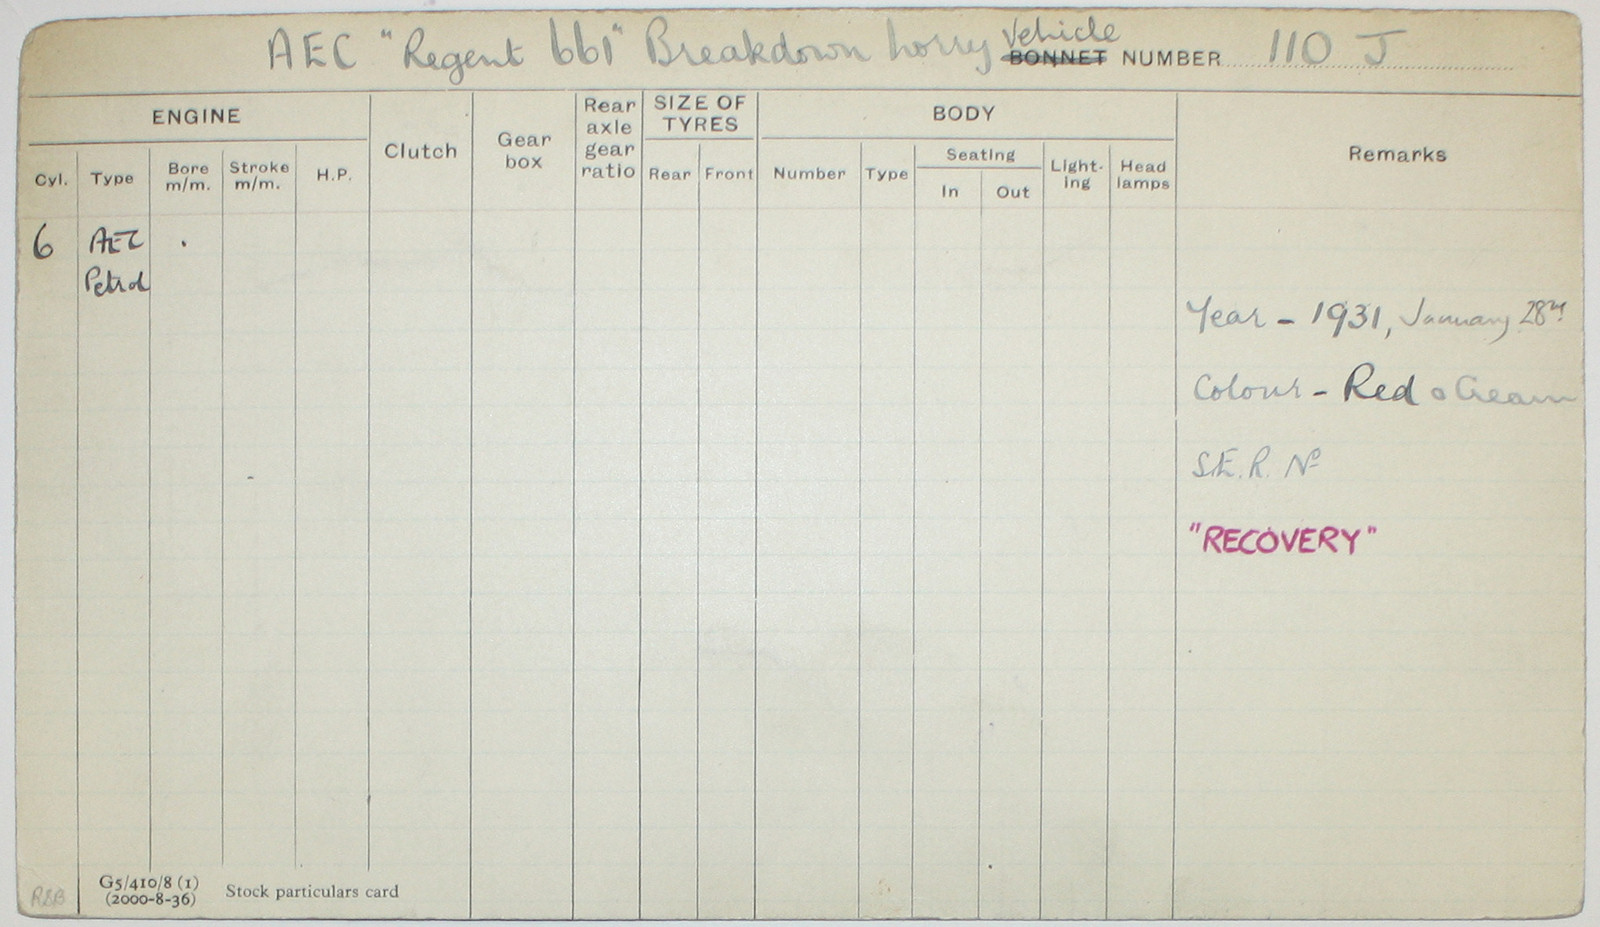 AEC "Regent 661" Breakdown Lorry Vehicle BONNET NUMBER 110 J
ENGINE
Clutch
Gear box
Rear axle gear ratio
SIZE OF TYRES
BODY
Remarks
Cyl.
Type
Bore m/m.
Stroke m/m.
H.P.
Rear
Front
Number
Type
Seating
In
Out
Light-ing
Head lamps
6
AEC
Petrol
Year - 1931, January 28th
Colour - Red & Cream
S.E.R. No
"RECOVERY"
G5/410/8 (1)
(2000-8-36)
Stock particulars card